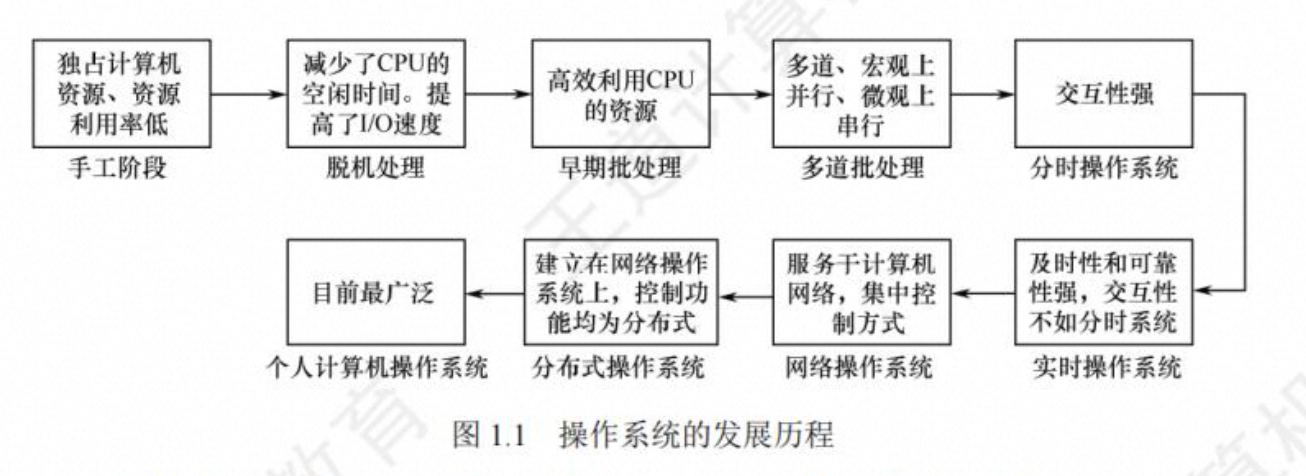 独占计算机
资源、资源
利用率低
手工阶段
减少了CPU的
空闲时间。提
高了I/O速度
脱机处理
高效利用CPU
的资源
早期批处理
多道、宏观上
并行、微观上
串行
多道批处理
交互性强
分时操作系统
及时性和可靠
性强，交互性
不如分时系统
实时操作系统
服务于计算机
网络，集中控
制方式
网络操作系统
建立在网络操作
系统上，控制功
能均为分布式
分布式操作系统
目前最广泛
个人计算机操作系统
图 1.1 操作系统的发展历程
王道计算
教育
算机